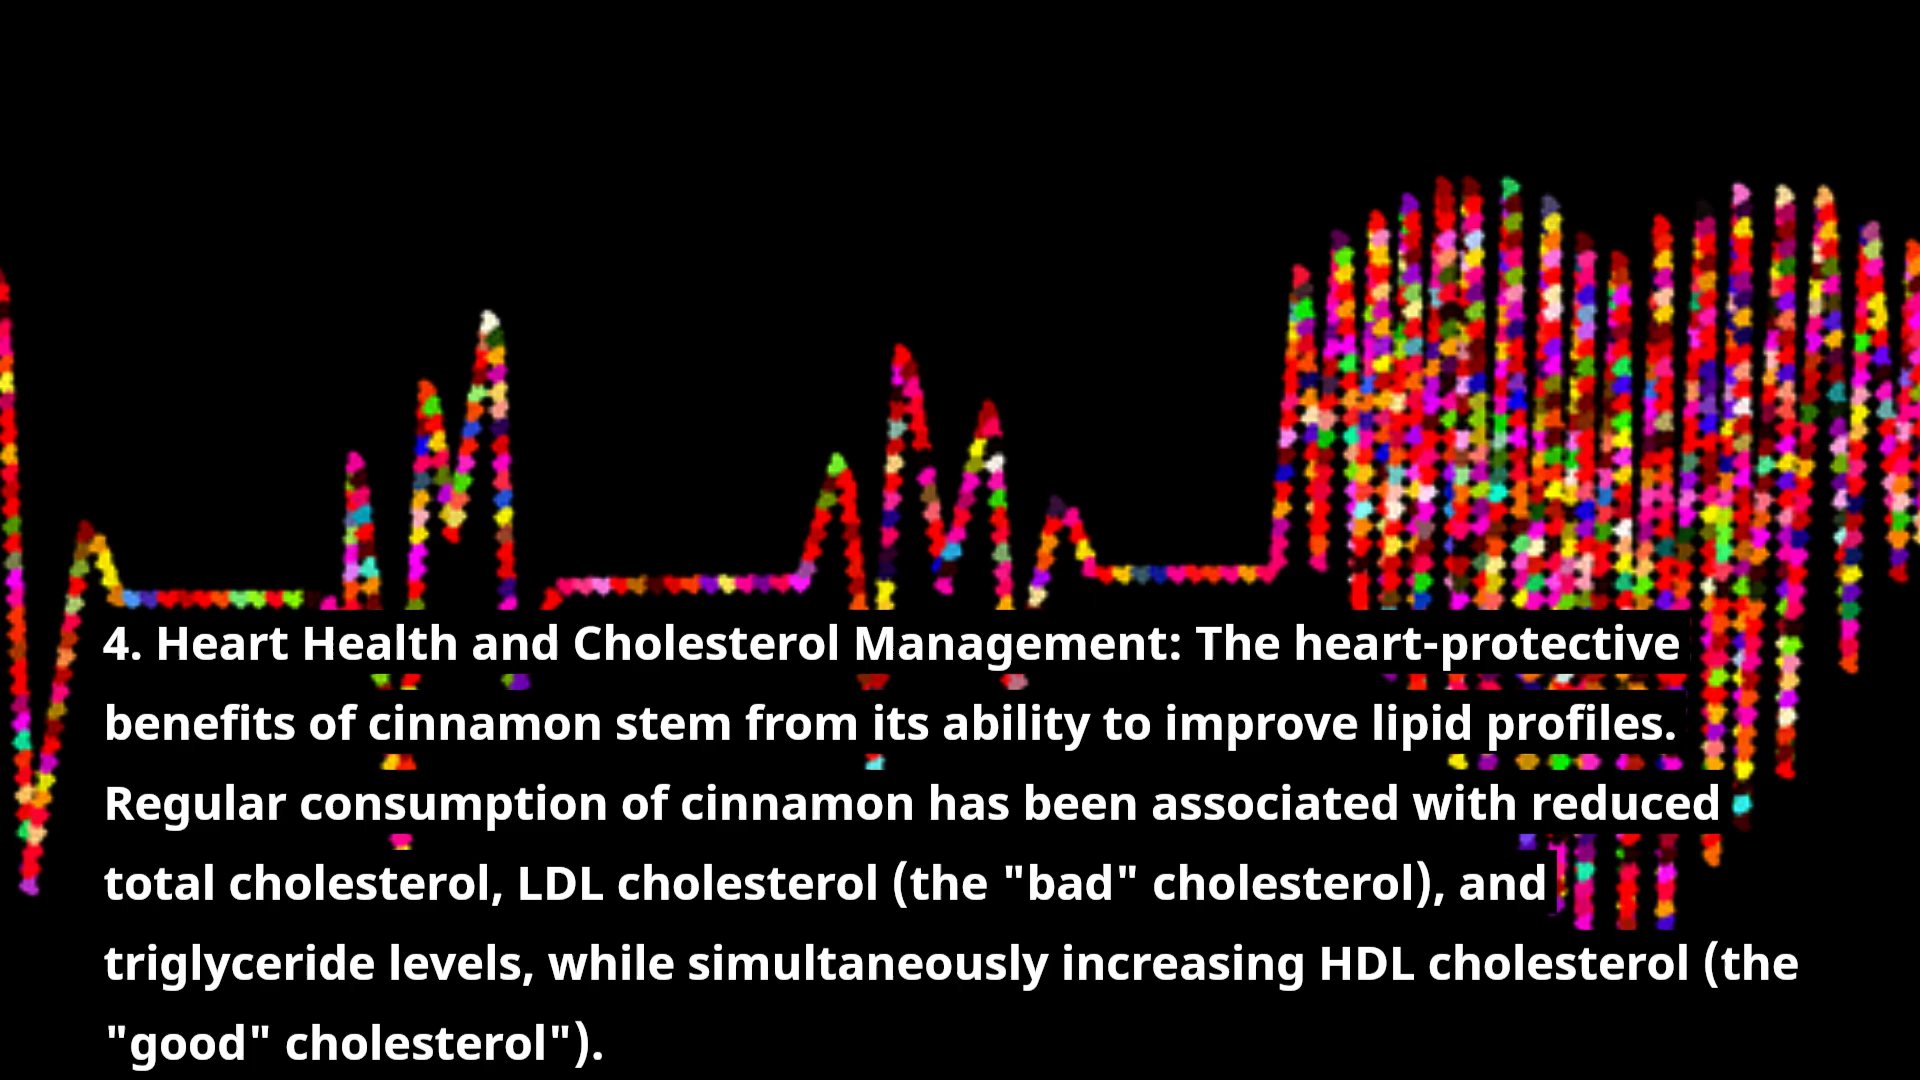 4. Heart Health and Cholesterol Management: The heart-protective
benefits of cinnamon stem from its ability to improve lipid profiles.
Regular consumption of cinnamon has been associated with reduced
total cholesterol, LDL cholesterol (the "bad" cholesterol), and
triglyceride levels, while simultaneously increasing HDL cholesterol (the
"good" cholesterol").